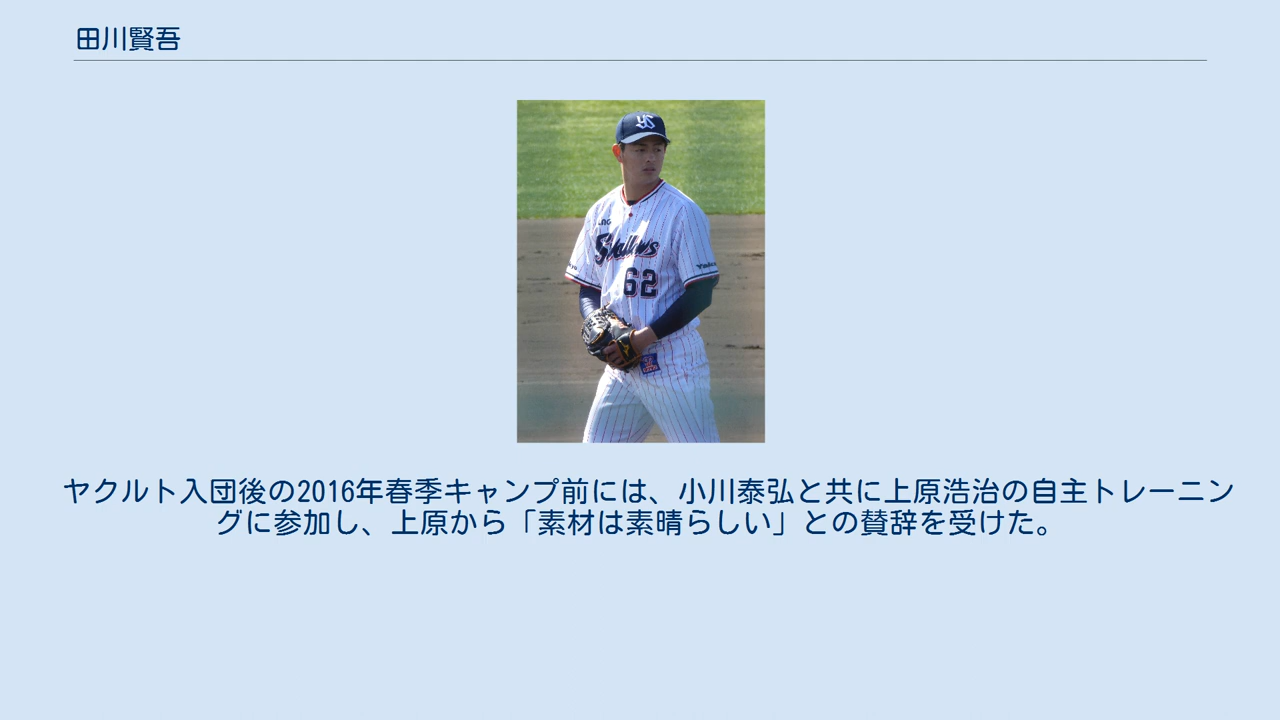 田川賢吾
YS
Swallows
62
ヤクルト入団後の2016年春季キャンプ前には、小川泰弘と共に上原浩治の自主トレーニン
グに参加し、上原から「素材は素晴らしい」との賛辞を受けた。